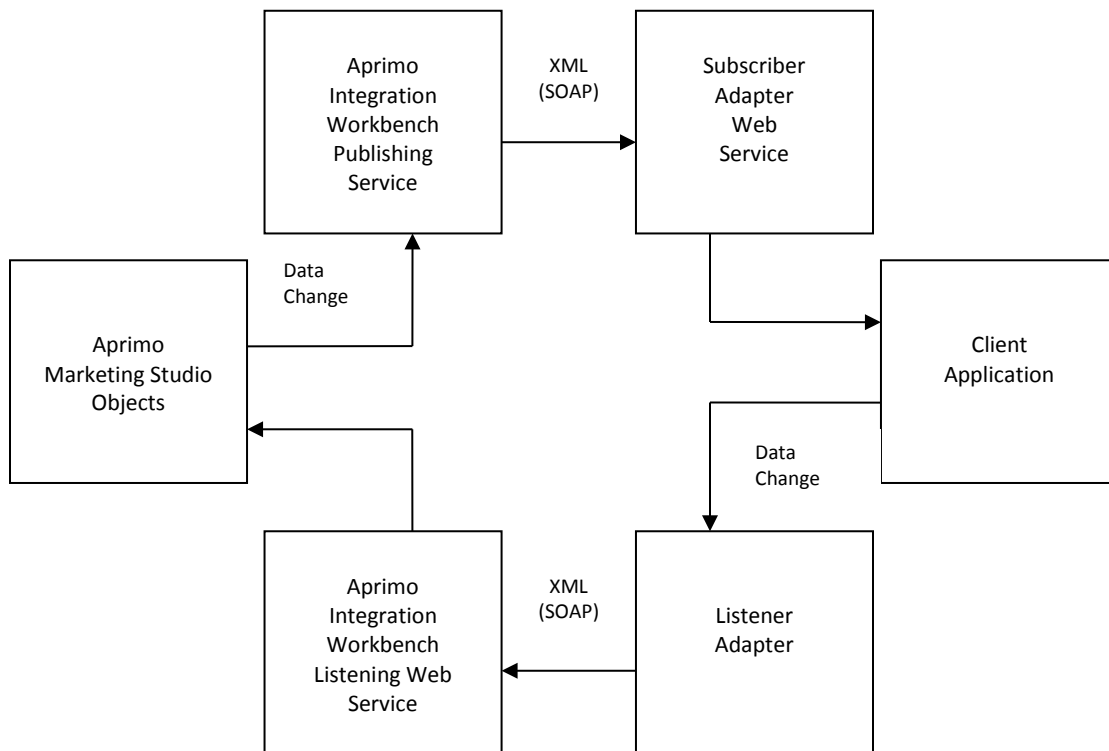 Aprimo
Integration
Workbench
Publishing
Service
XML
(SOAP)
Subscriber
Adapter
Web
Service
Data
Change
Aprimo
Marketing Studio
Objects
Client
Application
Data
Change
Aprimo
Integration
Workbench
Listening Web
Service
XML
(SOAP)
Listener
Adapter